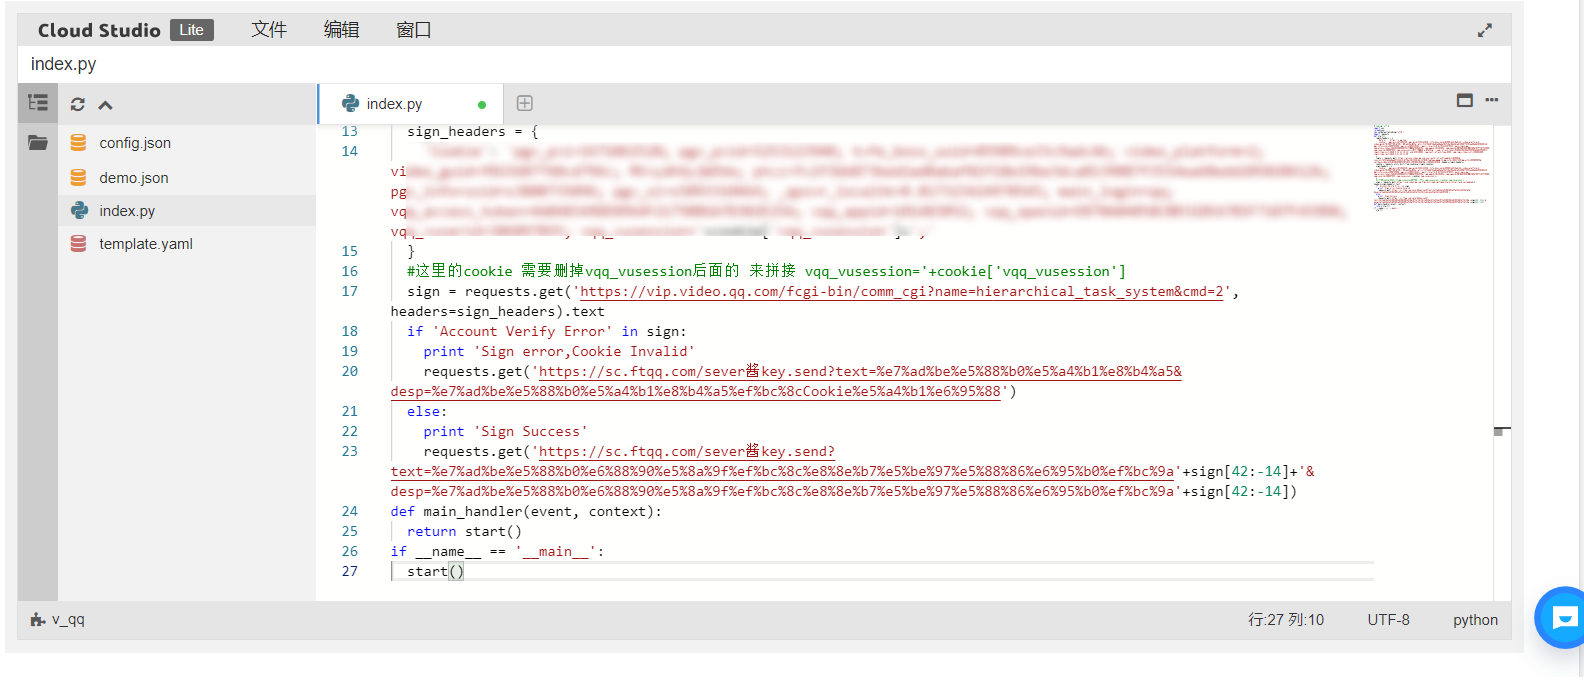 Cloud Studio Lite 文件 编辑 窗口
index.py
index.py
config.json
demo.json
index.py
template.yaml
13 sign_headers = {
14
vi
pg
vq
vq
15 }
16 #这里的cookie 需要删掉vqq_vusession后面的 来拼接 vqq_vusession='+cookie['vqq_vusession']
17 sign = requests.get('https://vip.video.qq.com/fcgi-bin/comm_cgi?name=hierarchical_task_system&cmd=2',
headers=sign_headers).text
18 if 'Account Verify Error' in sign:
19 print 'Sign error,Cookie Invalid'
20 requests.get('https://sc.ftqq.com/sever酱key.send?text=%e7%ad%be%e5%88%b0%e5%a4%b1%e8%b4%a5&
desp=%e7%ad%be%e5%88%b0%e5%a4%b1%e8%b4%a5%ef%bc%8cCookie%e5%a4%b1%e6%95%88')
21 else:
22 print 'Sign Success'
23 requests.get('https://sc.ftqq.com/sever酱key.send?
text=%e7%ad%be%e5%88%b0%e6%88%90%e5%8a%9f%ef%bc%8c%e8%8e%b7%e5%be%97%e5%88%86%e6%95%b0%ef%bc%9a'+sign[42:-14]+'&
desp=%e7%ad%be%e5%88%b0%e6%88%90%e5%8a%9f%ef%bc%8c%e8%8e%b7%e5%be%97%e5%88%86%e6%95%b0%ef%bc%9a'+sign[42:-14])
24 def main_handler(event, context):
25 return start()
26 if __name__ == '__main__':
27 start()
v_qq 行:27 列:10 UTF-8 python